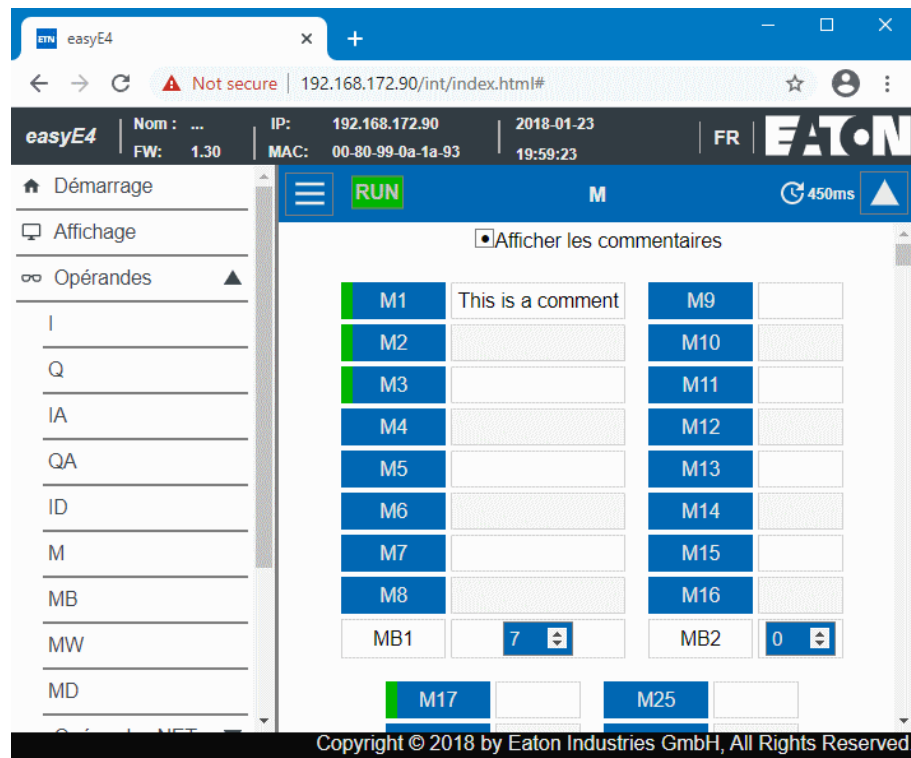 ETN easyE4
Not secure 192.168.172.90/int/index.html#
easyE4 Nom : ... IP: 192.168.172.90 2018-01-23 FR EATON
FW: 1.30 MAC: 00-80-99-0a-1a-93 19:59:23
Démarrage
Affichage
Opérandes
I
Q
IA
QA
ID
M
MB
MW
MD
RUN M 450ms
Afficher les commentaires
M1 This is a comment M9
M2 M10
M3 M11
M4 M12
M5 M13
M6 M14
M7 M15
M8 M16
MB1 7 MB2 0
M17 M25
Copyright © 2018 by Eaton Industries GmbH, All Rights Reserved